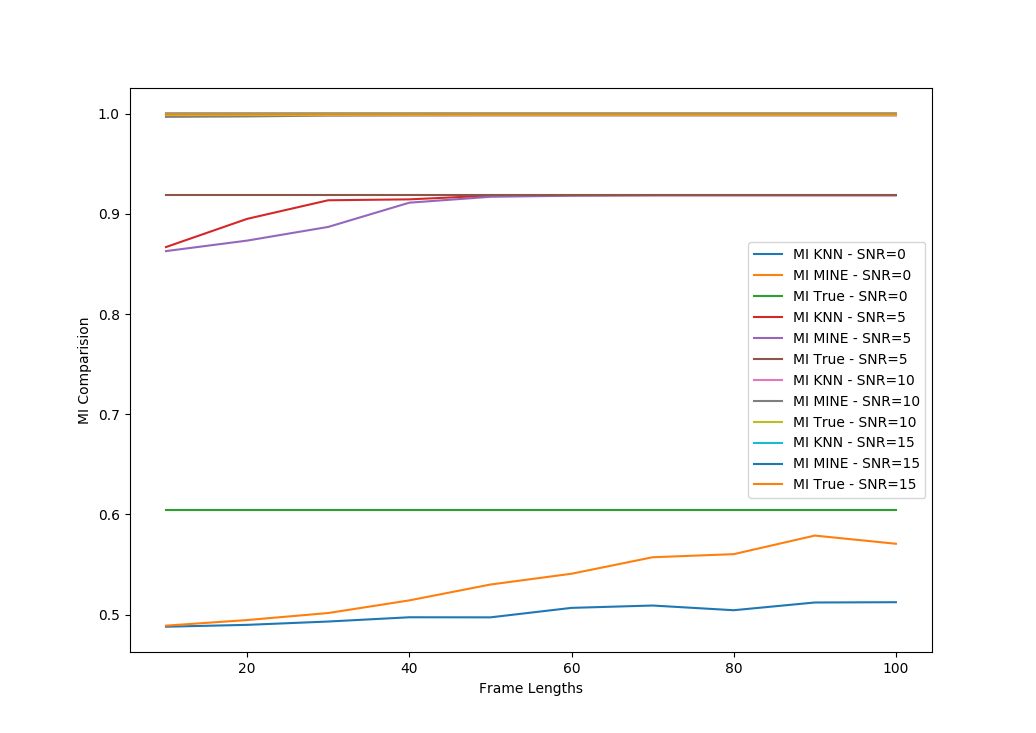 1.0
0.9
0.8
0.7
0.6
0.5
MI Comparision
20
40
60
80
100
Frame Lengths
MI KNN - SNR=0
MI MINE - SNR=0
MI True - SNR=0
MI KNN - SNR=5
MI MINE - SNR=5
MI True - SNR=5
MI KNN - SNR=10
MI MINE - SNR=10
MI True - SNR=10
MI KNN - SNR=15
MI MINE - SNR=15
MI True - SNR=15